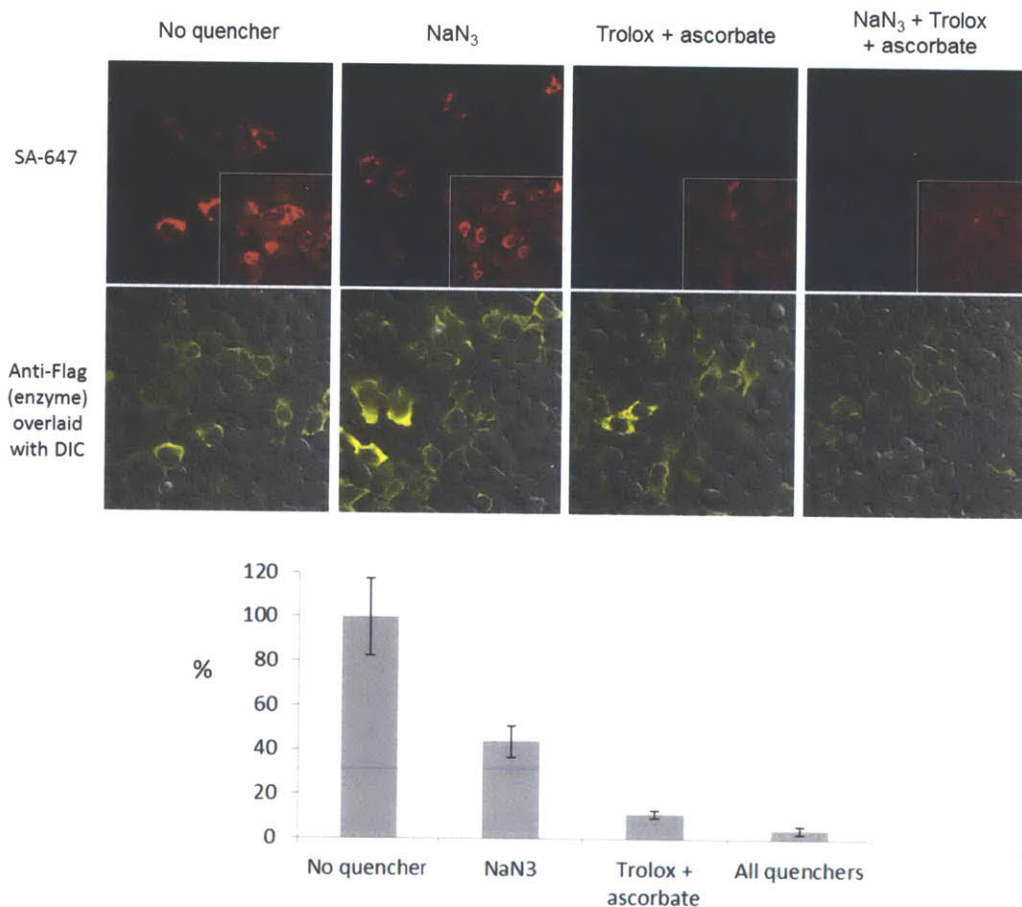 No quencher
NaN₃
Trolox + ascorbate
NaN₃ + Trolox
+ ascorbate
SA-647
Anti-Flag
(enzyme)
overlaid
with DIC
120
100
80
60
40
20
0
%
No quencher
NaN3
Trolox +
ascorbate
All quenchers